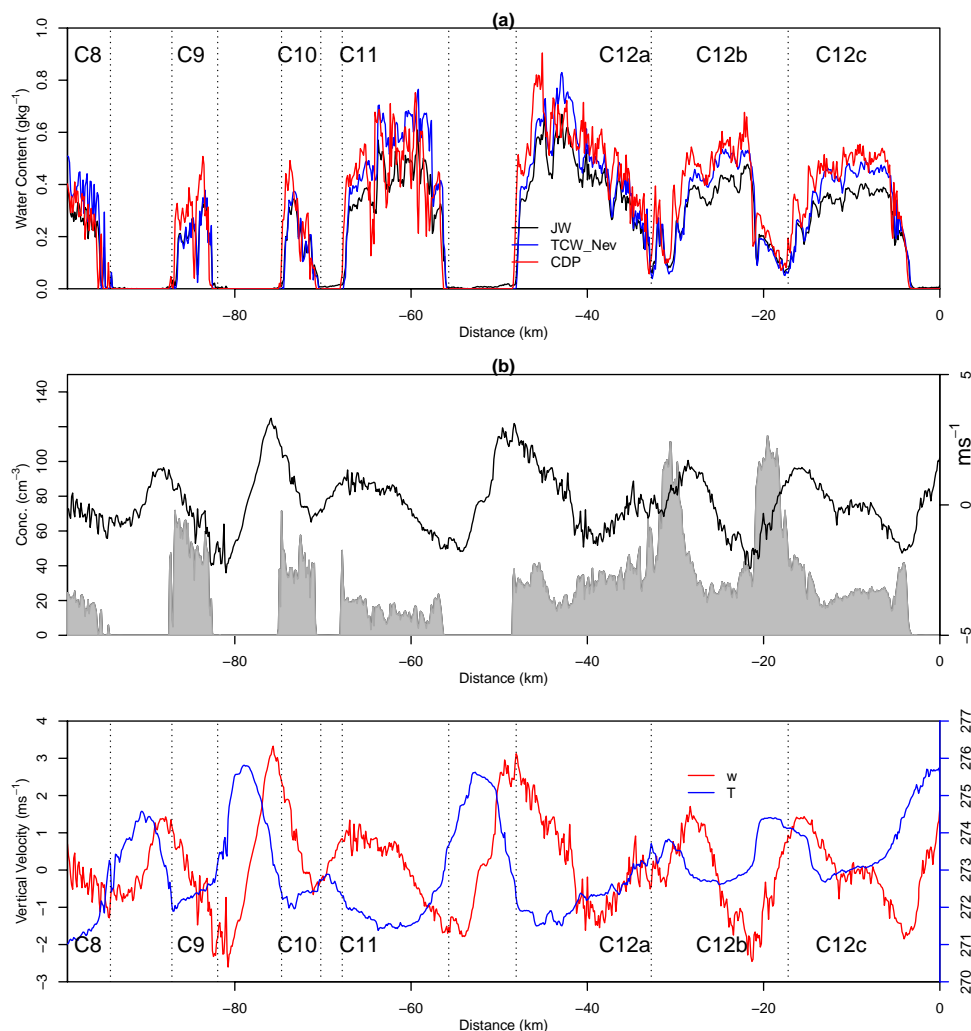 (a)
1.0
0.8
0.6
0.4
0.2
0.0
Water Content (gkg⁻¹)
C8 C9 C10 C11 C12a C12b C12c
JW
TCW_Nev
CDP
−80 −60 −40 −20 0
Distance (km)
(b)
140
100
80
60
40
20
0
Conc. (cm⁻³)
5
0
−5
ms⁻¹
−80 −60 −40 −20 0
Distance (km)
4
3
2
1
0
−1
−2
−3
Vertical Velocity (ms⁻¹)
w
T
277
276
275
274
273
272
271
270
C8 C9 C10 C11 C12a C12b C12c
−80 −60 −40 −20 0
Distance (km)